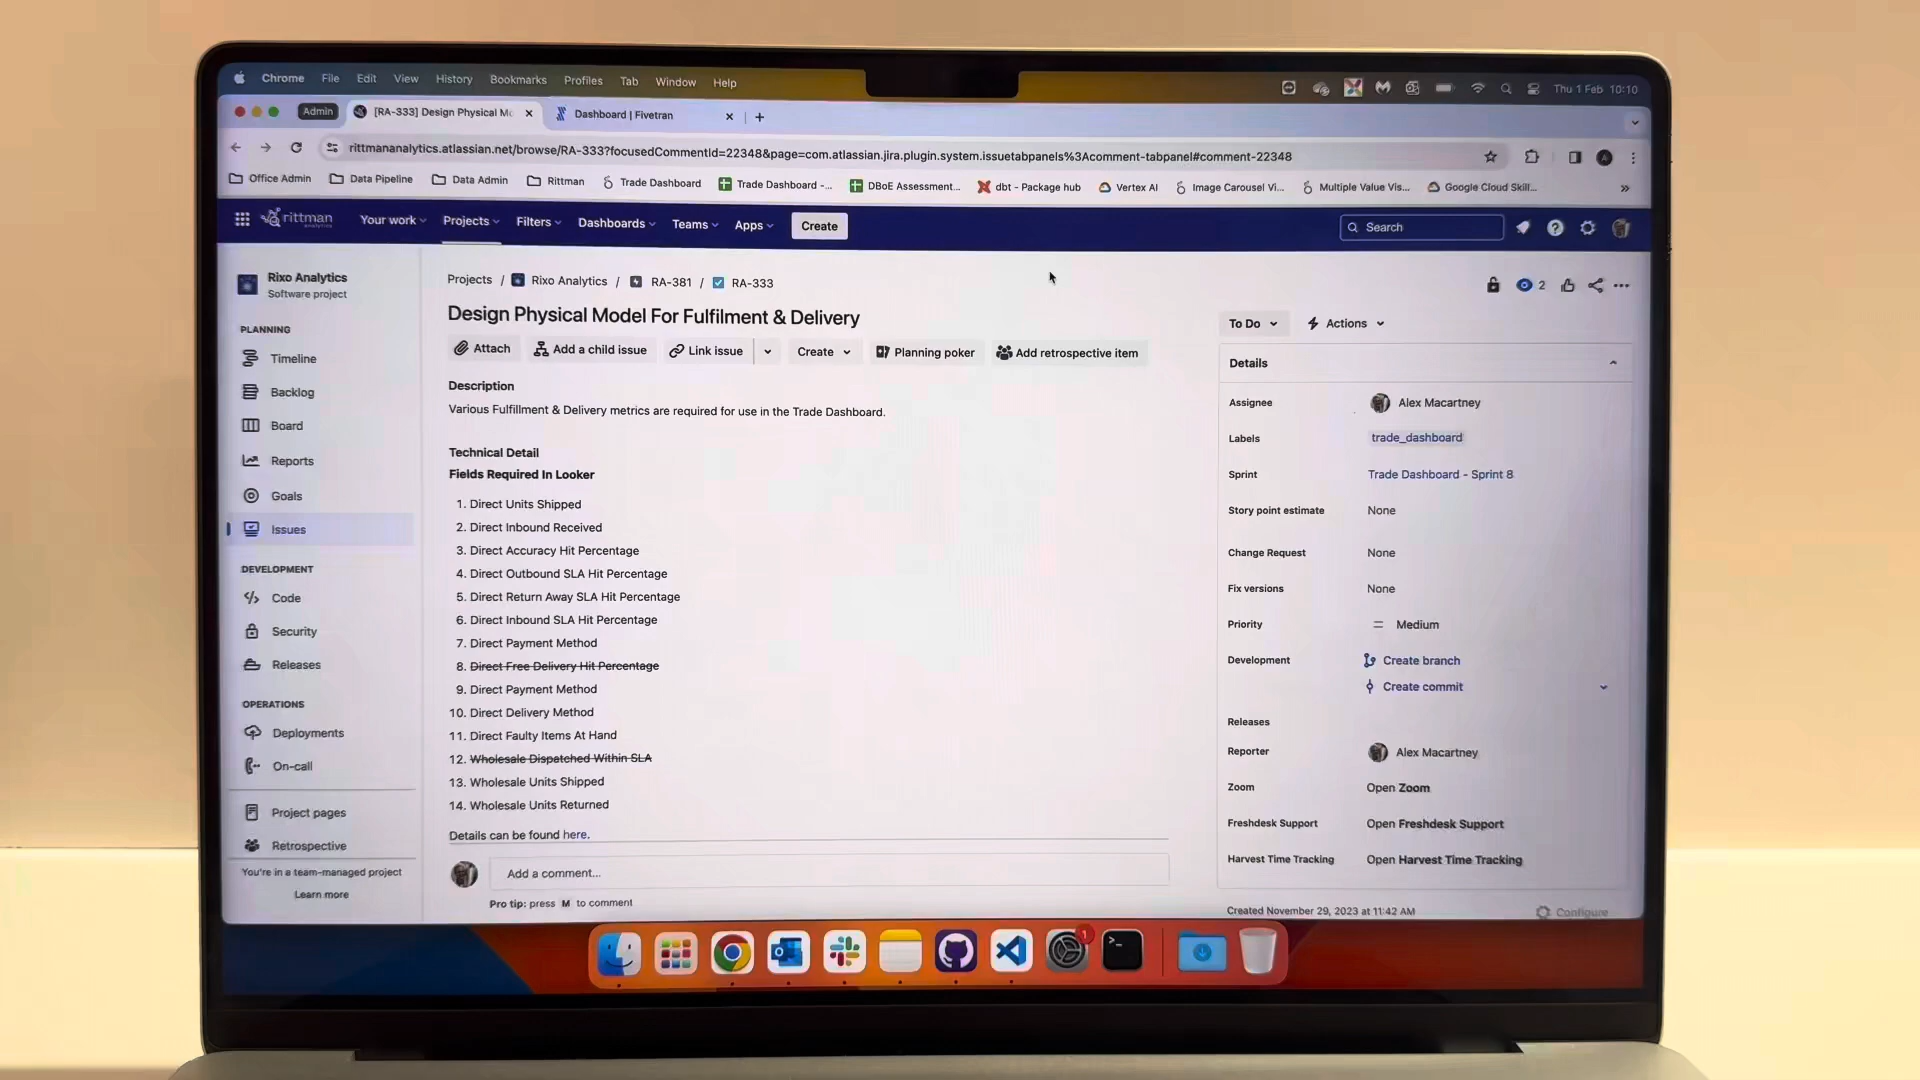 Chrome File Edit View History Bookmarks Profiles Tab Window Help
Thu 1 Feb 10:10
Admin
[RA-333] Design Physical Mo
Dashboard | Fivetran
rittmananalytics.atlassian.net/browse/RA-333?focusedCommentId=22348&page=com.atlassian.jira.plugin.system.issuetabpanels%3Acomment-tabpanel#comment-22348
Office Admin Data Pipeline Data Admin Rittman Trade Dashboard Trade Dashboard -... DBoE Assessment... dbt - Package hub Vertex AI Image Carousel Vi... Multiple Value Vis... Google Cloud Skill...
rittman
analytics
Your work Projects Filters Dashboards Teams Apps Create
Search
Rixo Analytics
Software project
PLANNING
Timeline
Backlog
Board
Reports
Goals
Issues
DEVELOPMENT
Code
Security
Releases
OPERATIONS
Deployments
On-call
Project pages
Retrospective
You're in a team-managed project
Learn more
Projects / Rixo Analytics / RA-381 / RA-333
Design Physical Model For Fulfilment & Delivery
Attach Add a child issue Link issue Create Planning poker Add retrospective item
Description
Various Fulfillment & Delivery metrics are required for use in the Trade Dashboard.
Technical Detail
Fields Required In Looker
1. Direct Units Shipped
2. Direct Inbound Received
3. Direct Accuracy Hit Percentage
4. Direct Outbound SLA Hit Percentage
5. Direct Return Away SLA Hit Percentage
6. Direct Inbound SLA Hit Percentage
7. Direct Payment Method
8. Direct Free Delivery Hit Percentage
9. Direct Payment Method
10. Direct Delivery Method
11. Direct Faulty Items At Hand
12. Wholesale Dispatched Within SLA
13. Wholesale Units Shipped
14. Wholesale Units Returned
Details can be found here.
Add a comment...
Pro tip: press M to comment
2
To Do
Actions
Details
Assignee Alex Macartney
Labels trade_dashboard
Sprint Trade Dashboard - Sprint 8
Story point estimate None
Change Request None
Fix versions None
Priority Medium
Development Create branch
Create commit
Releases
Reporter Alex Macartney
Zoom Open Zoom
Freshdesk Support Open Freshdesk Support
Harvest Time Tracking Open Harvest Time Tracking
Created November 29, 2023 at 11:42 AM
Configure
1